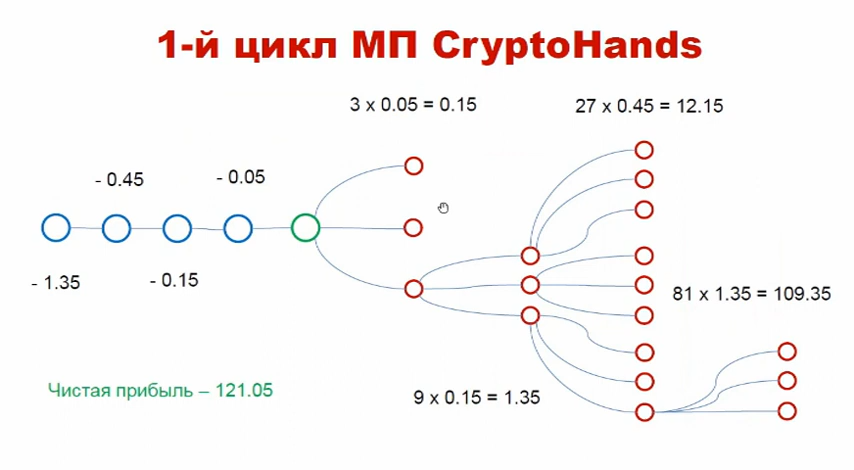 1-й цикл МП CryptoHands
3 x 0.05 = 0.15
27 x 0.45 = 12.15
- 0.45
- 0.05
- 1.35
- 0.15
81 x 1.35 = 109.35
Чистая прибыль – 121.05
9 x 0.15 = 1.35